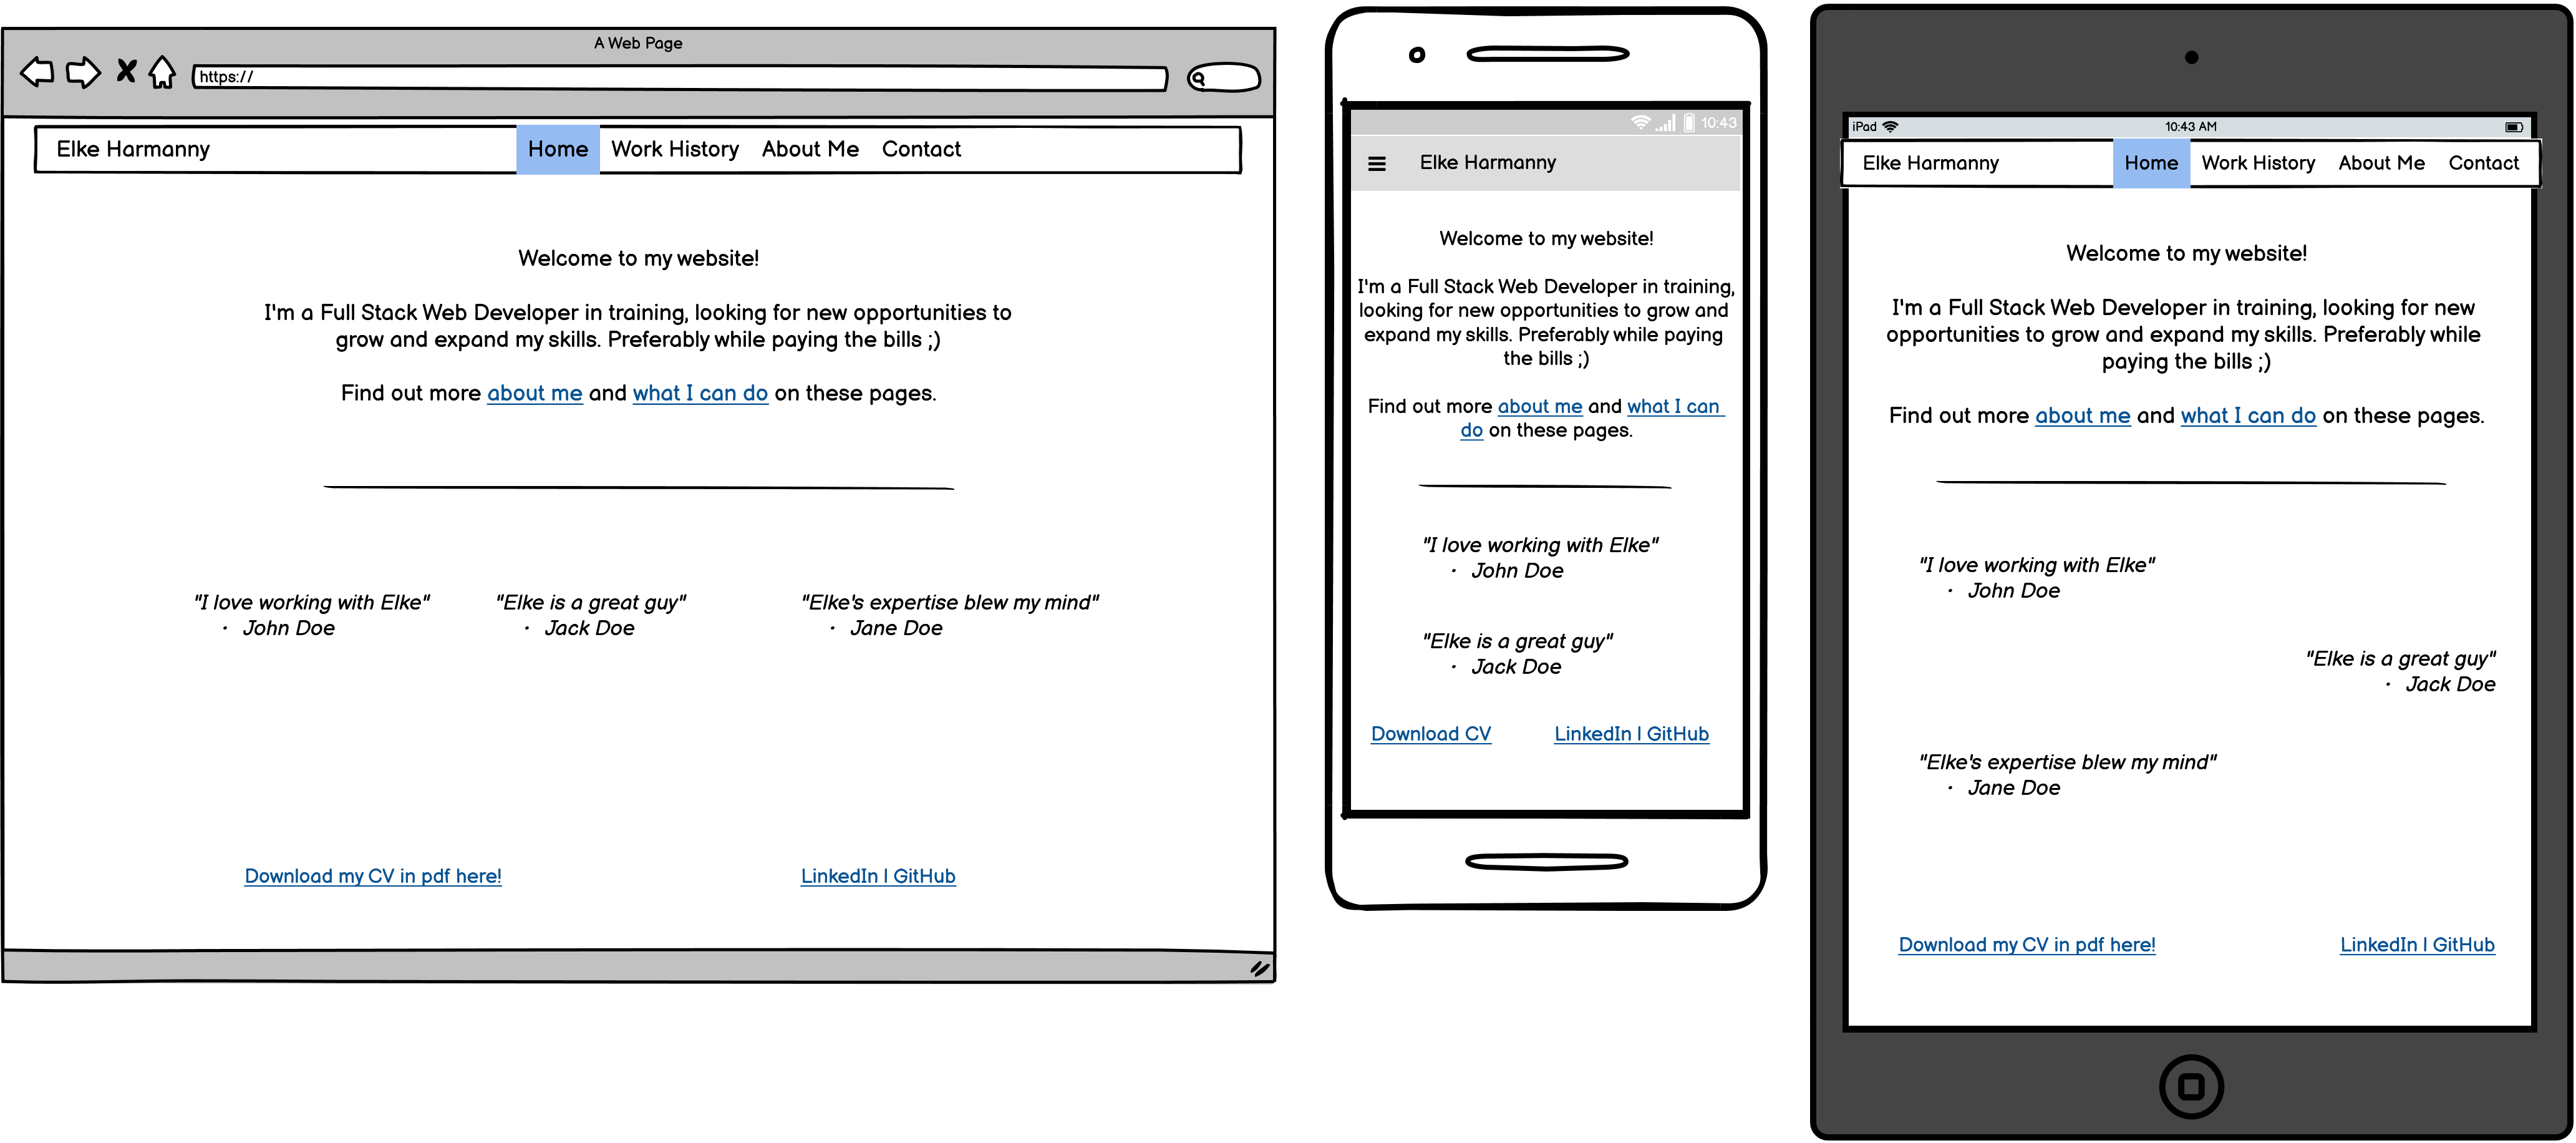 A Web Page
https://
Elke Harmanny Home Work History About Me Contact
Welcome to my website!
I'm a Full Stack Web Developer in training, looking for new opportunities to
grow and expand my skills. Preferably while paying the bills ;)
Find out more about me and what I can do on these pages.
"I love working with Elke" "Elke is a great guy" "Elke's expertise blew my mind"
· John Doe · Jack Doe · Jane Doe
Download my CV in pdf here! LinkedIn | GitHub
10:43
Elke Harmanny
Welcome to my website!
I'm a Full Stack Web Developer in training,
looking for new opportunities to grow and
expand my skills. Preferably while paying
the bills ;)
Find out more about me and what I can
do on these pages.
"I love working with Elke"
· John Doe
"Elke is a great guy"
· Jack Doe
Download CV LinkedIn | GitHub
iPad 10:43 AM
Elke Harmanny Home Work History About Me Contact
Welcome to my website!
I'm a Full Stack Web Developer in training, looking for new
opportunities to grow and expand my skills. Preferably while
paying the bills ;)
Find out more about me and what I can do on these pages.
"I love working with Elke"
· John Doe
"Elke is a great guy"
· Jack Doe
"Elke's expertise blew my mind"
· Jane Doe
Download my CV in pdf here! LinkedIn | GitHub